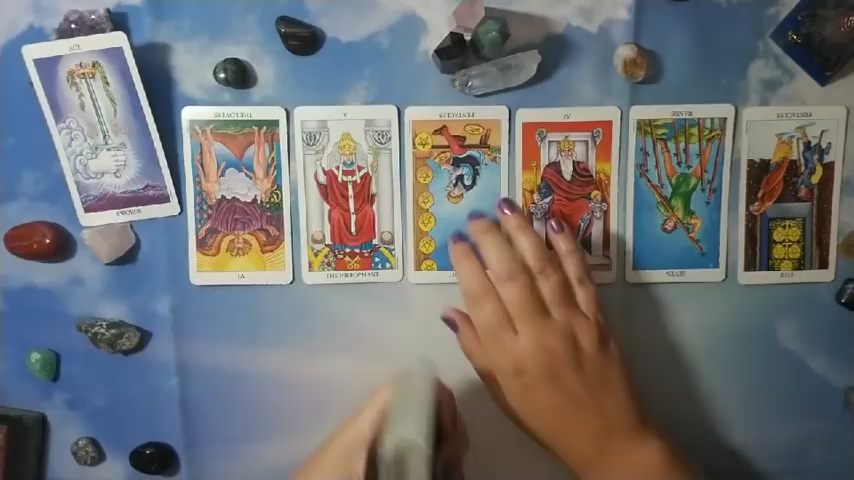 ACE
SWORDS
THE LOVERS
VI
V
THE HIEROPHANT
PENTACLES
IV
WANDS
SEVEN
PENTACLES
FIVE